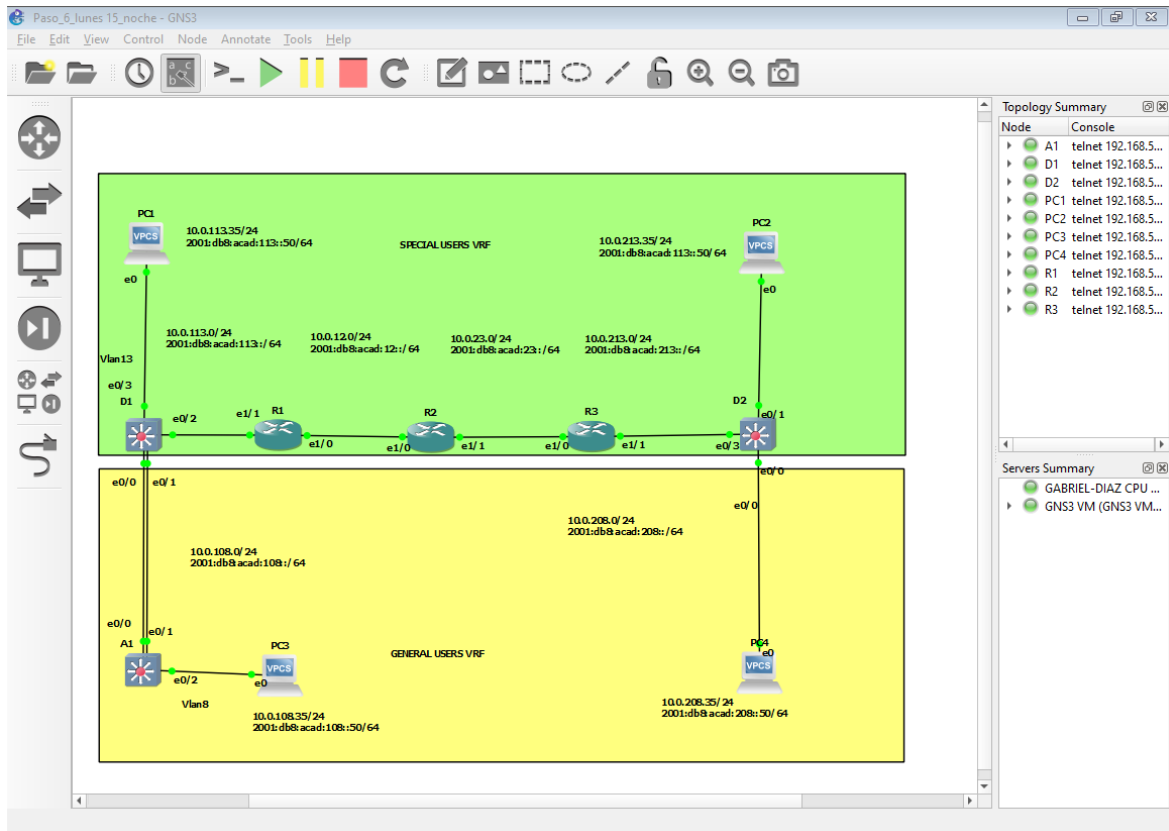 Paso_6_lunes 15_noche - GNS3
File Edit View Control Node Annotate Tools Help
Topology Summary
Node Console
A1 telnet 192.168.5...
D1 telnet 192.168.5...
D2 telnet 192.168.5...
PC1 telnet 192.168.5...
PC2 telnet 192.168.5...
PC3 telnet 192.168.5...
PC4 telnet 192.168.5...
R1 telnet 192.168.5...
R2 telnet 192.168.5...
R3 telnet 192.168.5...
Servers Summary
GABRIEL-DIAZ CPU ...
GNS3 VM (GNS3 VM...
PC1
VPCS
e0
10.0.113.35/24
2001:db8:acad:113::50/64
SPECIAL USERS VRF
10.0.213.35/24
2001:db8:acad:113::50/64
PC2
VPCS
e0
Vlan13
10.0.113.0/24
2001:db8:acad:113::/64
10.0.12.0/24
2001:db8:acad:12::/64
10.0.23.0/24
2001:db8:acad:23::/64
10.0.213.0/24
2001:db8:acad:213::/64
e0/3
D1
e0/2
e1/1
R1
e1/0
R2
e1/0
e1/1
R3
e1/0
e1/1
D2
e0/1
e0/3
e0/0
e0/0
e0/1
e0/0
10.0.108.0/24
2001:db8:acad:108::/64
10.0.208.0/24
2001:db8:acad:208::/64
e0/0
e0/1
A1
e0/2
Vlan8
PC3
VPCS
e0
10.0.108.35/24
2001:db8:acad:108::50/64
GENERAL USERS VRF
PC4
e0
VPCS
10.0.208.35/24
2001:db8:acad:208::50/64